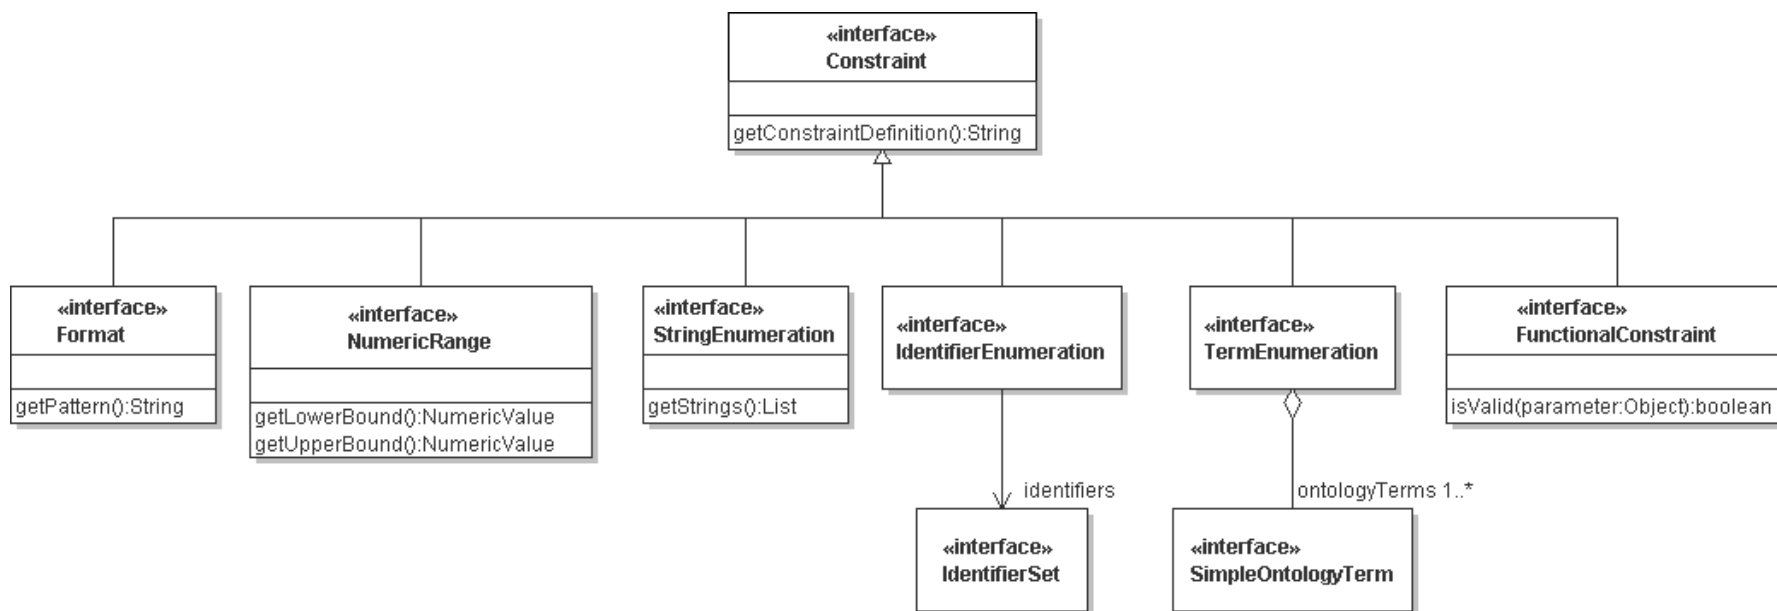 «interface»
Constraint
getConstraintDefinition():String
«interface»
Format
getPattern():String
«interface»
NumericRange
getLowerBound():NumericValue
getUpperBound():NumericValue
«interface»
StringEnumeration
getStrings():List
«interface»
IdentifierEnumeration
«interface»
TermEnumeration
«interface»
FunctionalConstraint
isValid(parameter:Object):boolean
identifiers
ontologyTerms 1..*
«interface»
IdentifierSet
«interface»
SimpleOntologyTerm